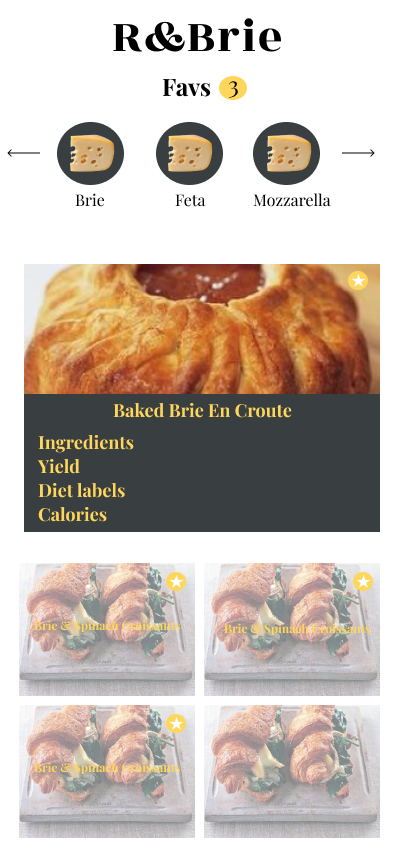 R&Brie
Favs 3
Brie Feta Mozzarella
Baked Brie En Croute
Ingredients
Yield
Diet labels
Calories
Brie & Spinach Croissants
Brie & Spinach Croissants
Brie & Spinach Croissants